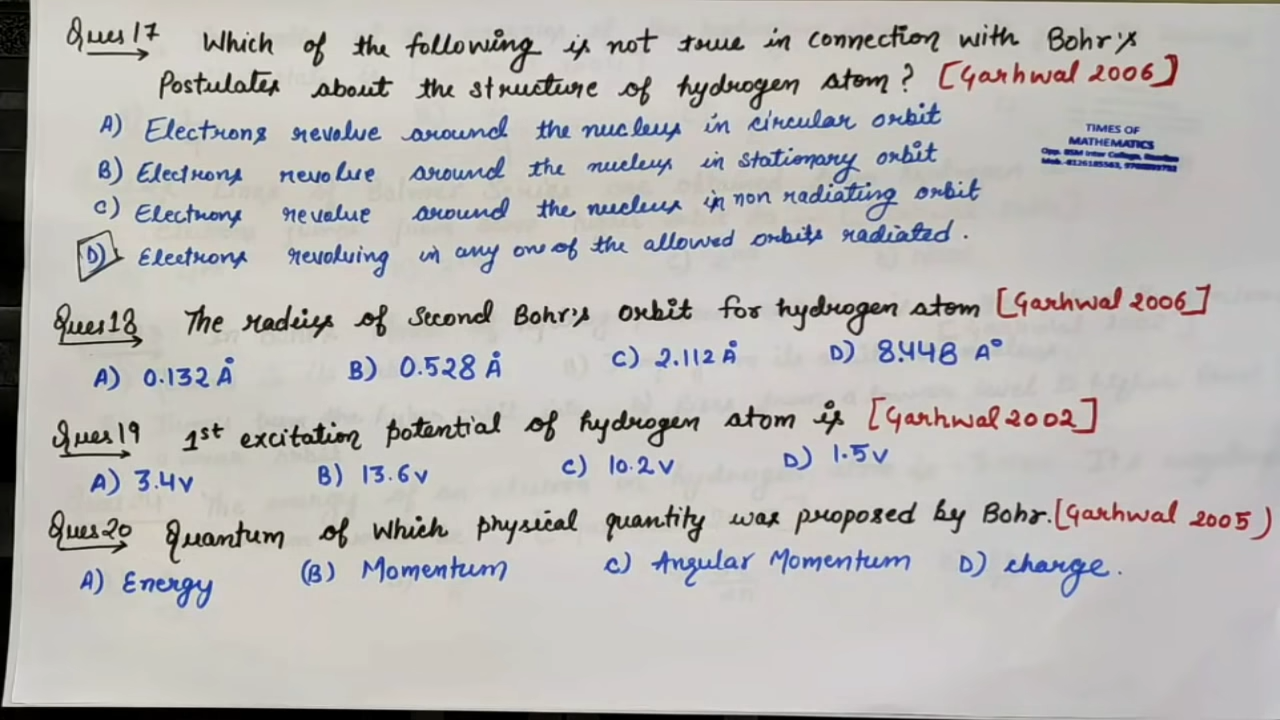 Ques 17 Which of the following is not true in connection with Bohr's
Postulates about the structure of hydrogen atom? [Garhwal 2006]
A) Electrons revolve around the nucleus in circular orbit
B) Electrons revolve around the nucleus in stationary orbit
C) Electrons revalue around the nucleus in non radiating orbit
D) Electrons revolving in any one of the allowed orbits radiated.
TIMES OF
MATHEMATICS
Opp. BSM Inter College,
Ques 18 The radius of Second Bohr's orbit for hydrogen atom [Garhwal 2006]
A) 0.132 Å B) 0.528 Å C) 2.112 Å D) 8.448 A°
Ques 19 1st excitation potential of hydrogen atom is [Garhwal 2002]
A) 3.4v B) 13.6v C) 10.2v D) 1.5v
Ques 20 Quantum of Which physical quantity was proposed by Bohr. [Garhwal 2005)
A) Energy (B) Momentum C) Angular Momentum D) charge.